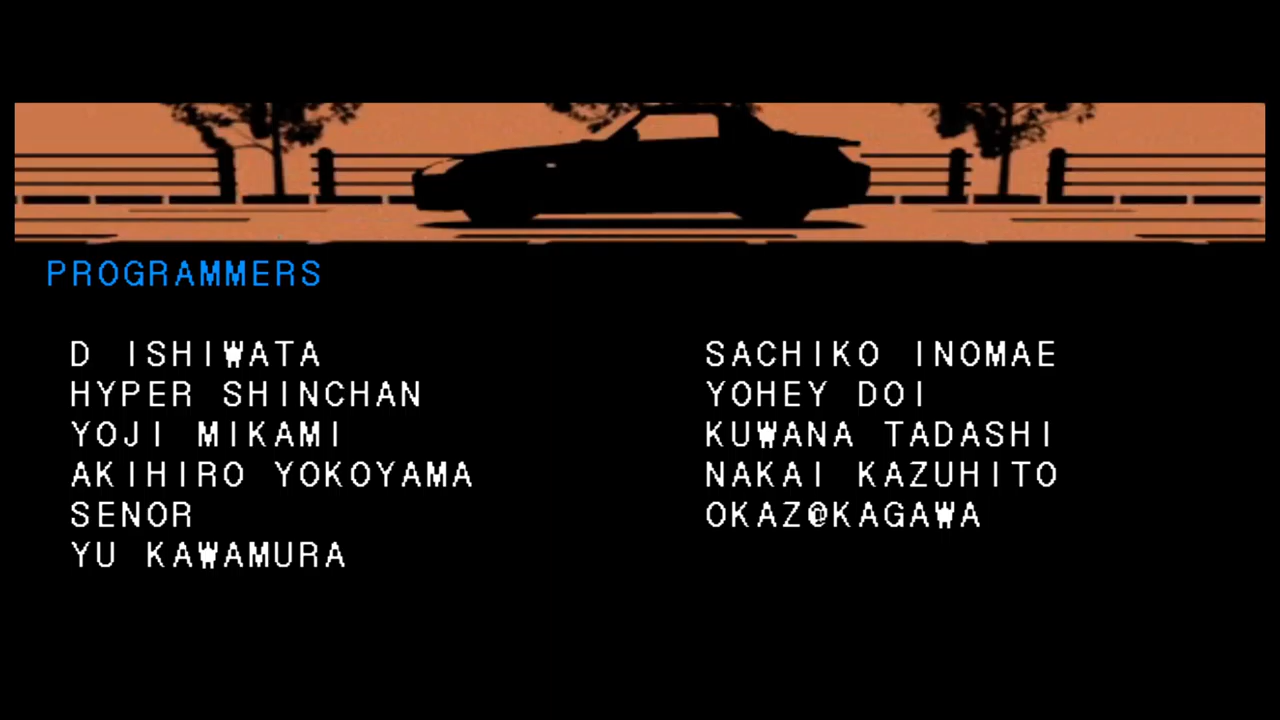 PROGRAMMERS
D ISHIWATA
HYPER SHINCHAN
YOJI MIKAMI
AKIHIRO YOKOYAMA
SENOR
YU KAWAMURA
SACHIKO INOMAE
YOHEY DOI
KUWANA TADASHI
NAKAI KAZUHITO
OKAZ@KAGAWA